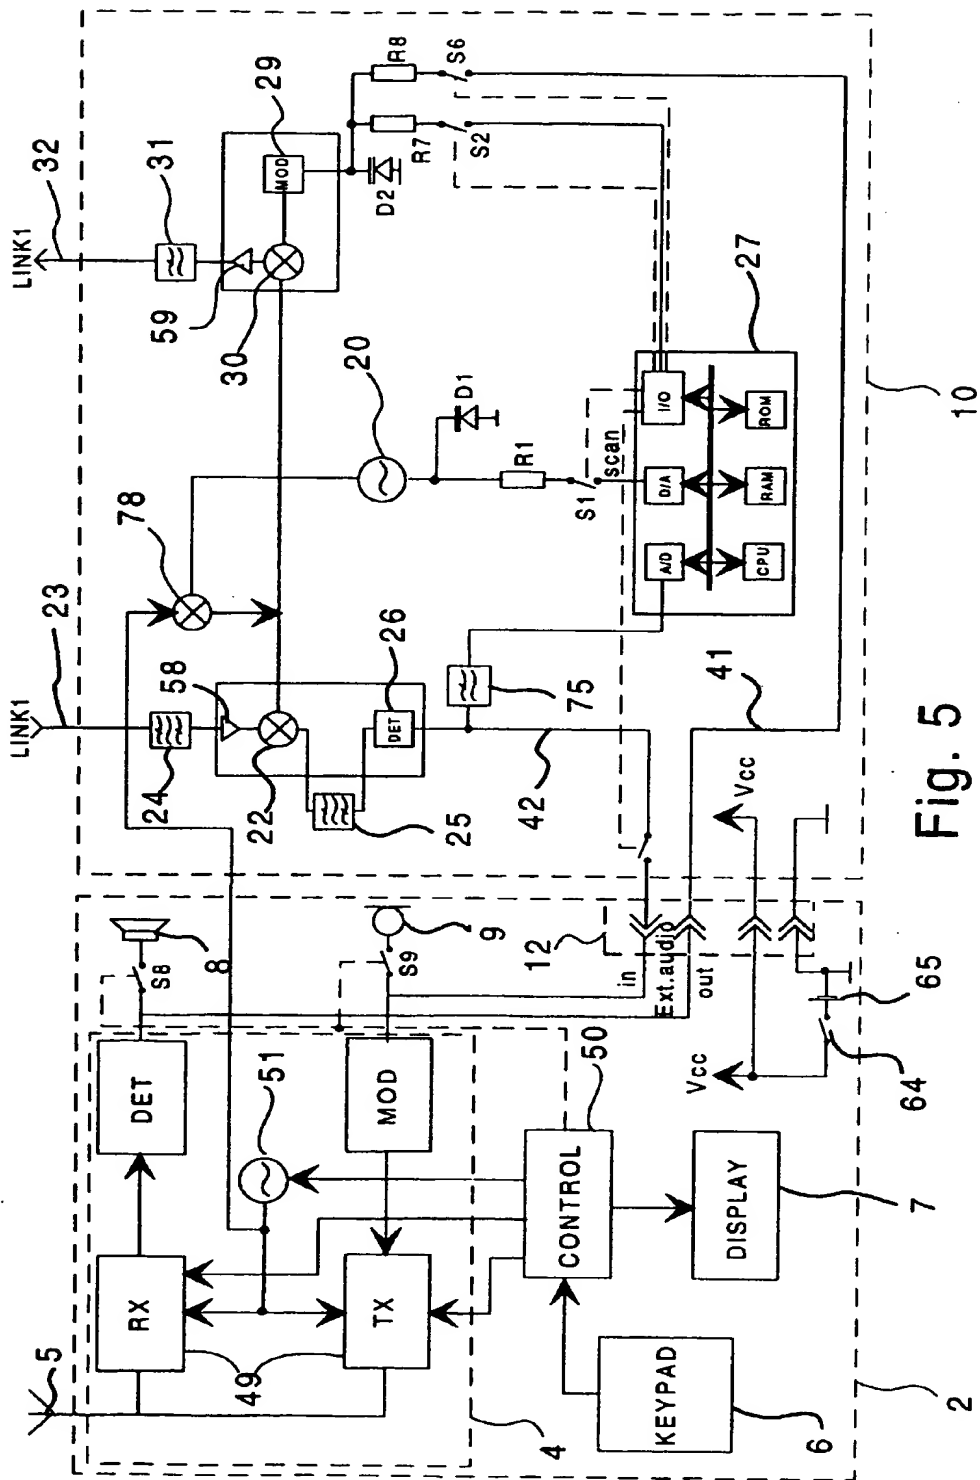 5
RX
DET
S8
8
49
51
TX
MOD
S9
9
4
50
CONTROL
KEYPAD
6
DISPLAY
7
2
12
in
Ext.audio
out
Vcc
64
65
LINK1
23
24
58
22
25
26
DET
42
75
78
20
D1
R1
S1
scan
A/D
D/A
I/O
CPU
RAM
ROM
27
LINK1
32
31
59
30
29
MOD
D2
R7
R8
S2
S6
41
Vcc
10
Fig. 5